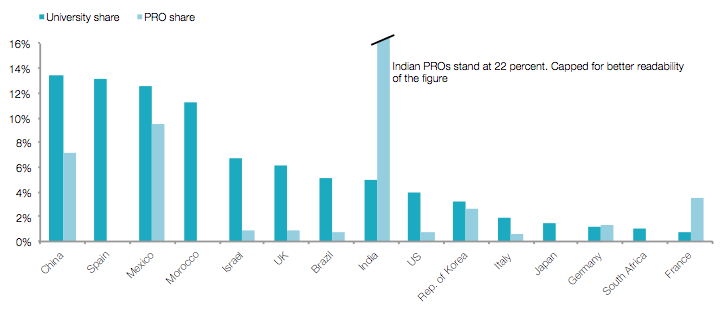 University share PRO share
16%
14%
12%
10%
8%
6%
4%
2%
0%
Indian PROs stand at 22 percent. Capped for better readability
of the figure
China
Spain
Mexico
Morocco
Israel
UK
Brazil
India
US
Rep. of Korea
Italy
Japan
Germany
South Africa
France